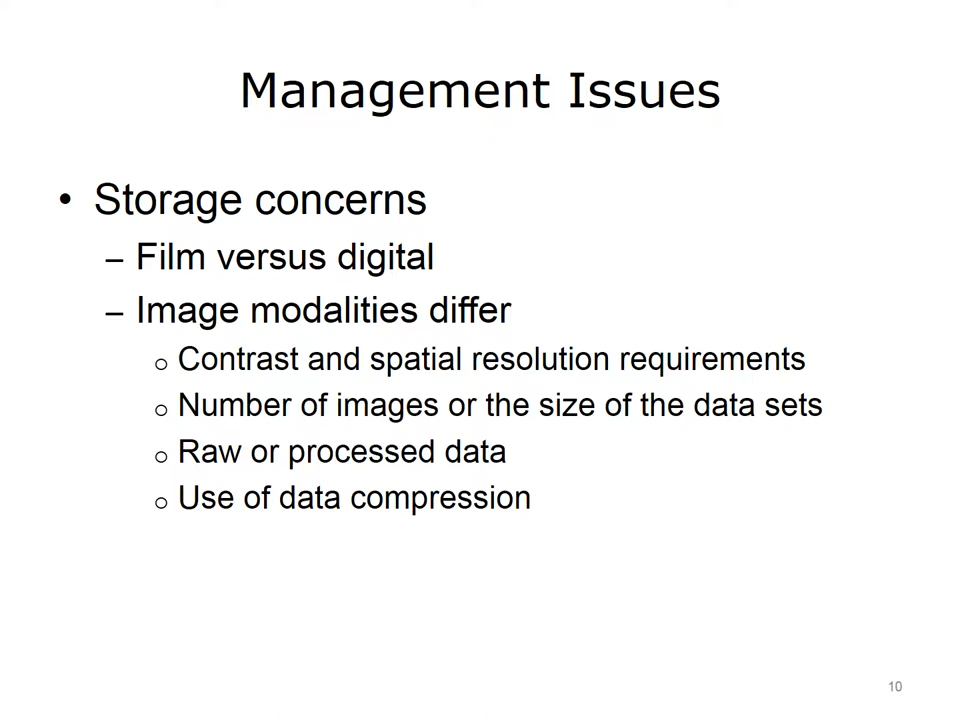 Management Issues
• Storage concerns
– Film versus digital
– Image modalities differ
o Contrast and spatial resolution requirements
o Number of images or the size of the data sets
o Raw or processed data
o Use of data compression
10